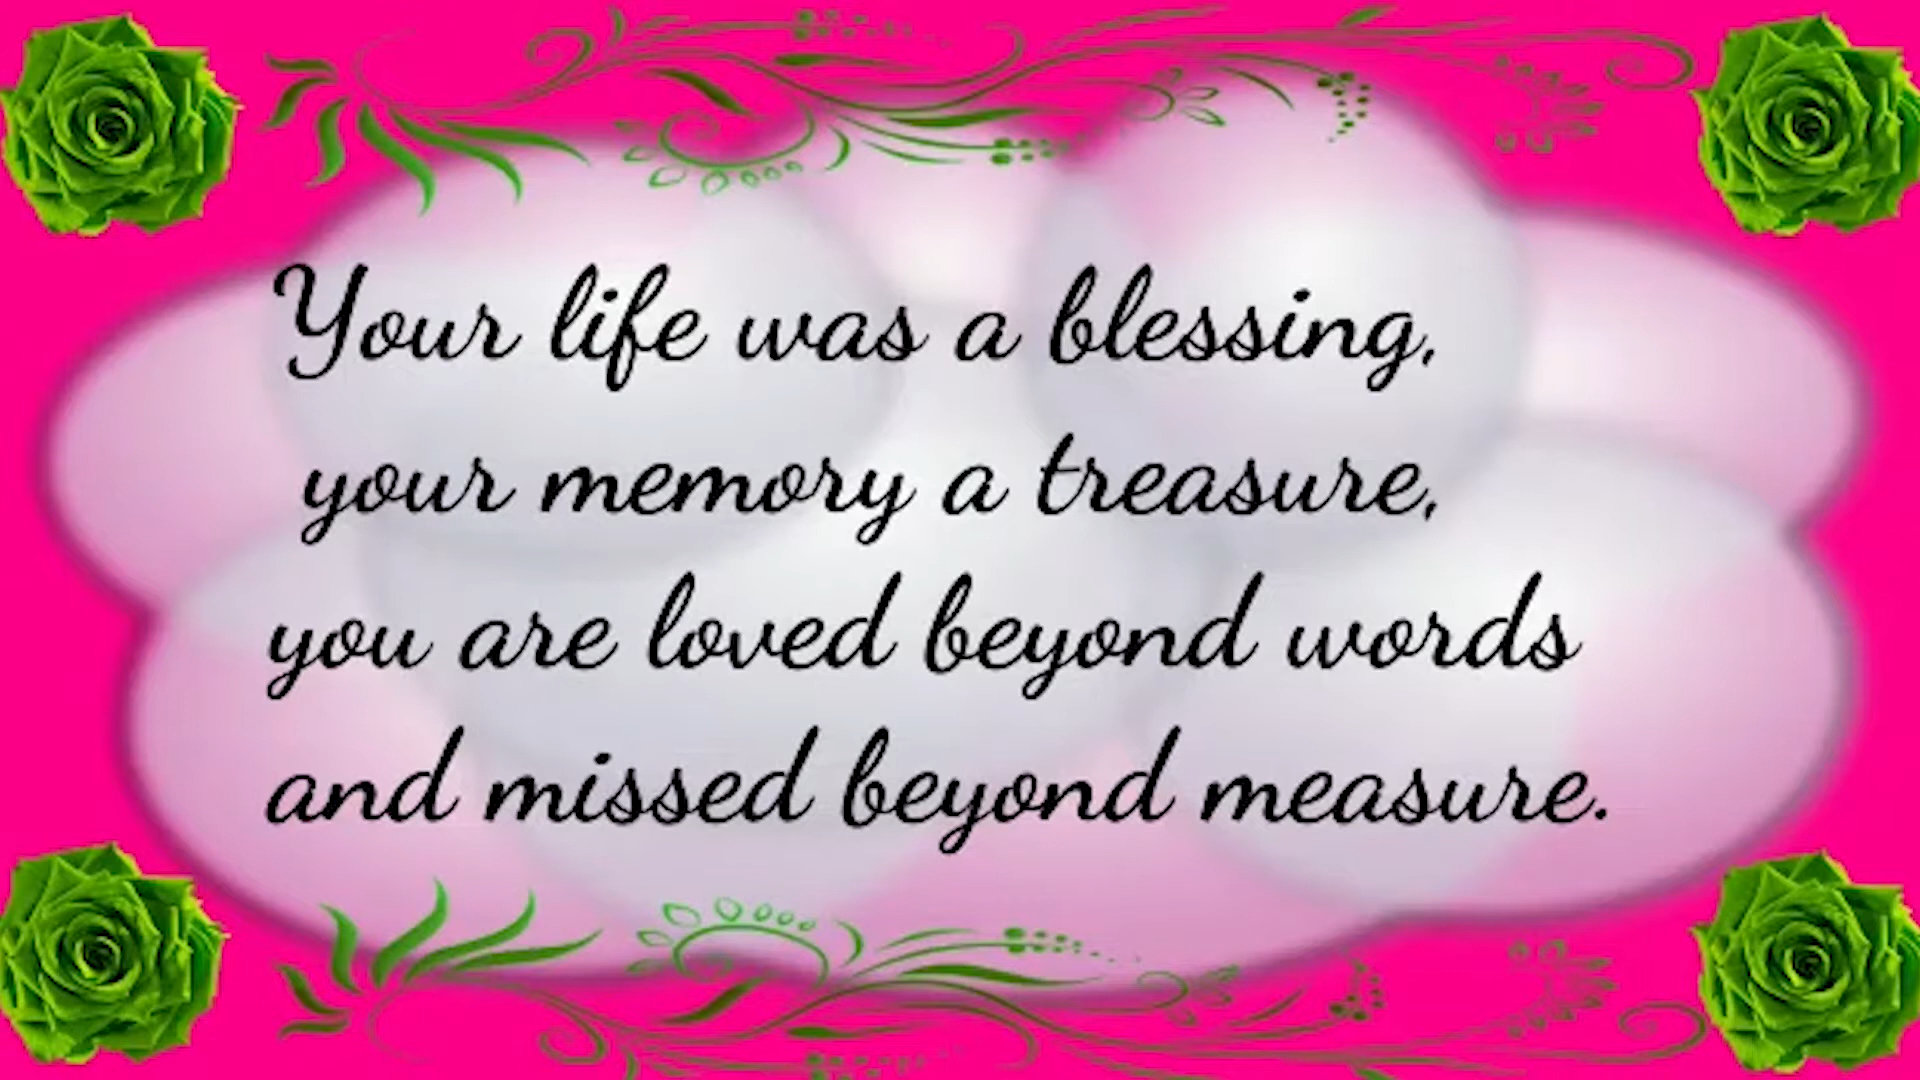 Your life was a blessing,
your memory a treasure,
you are loved beyond words
and missed beyond measure.